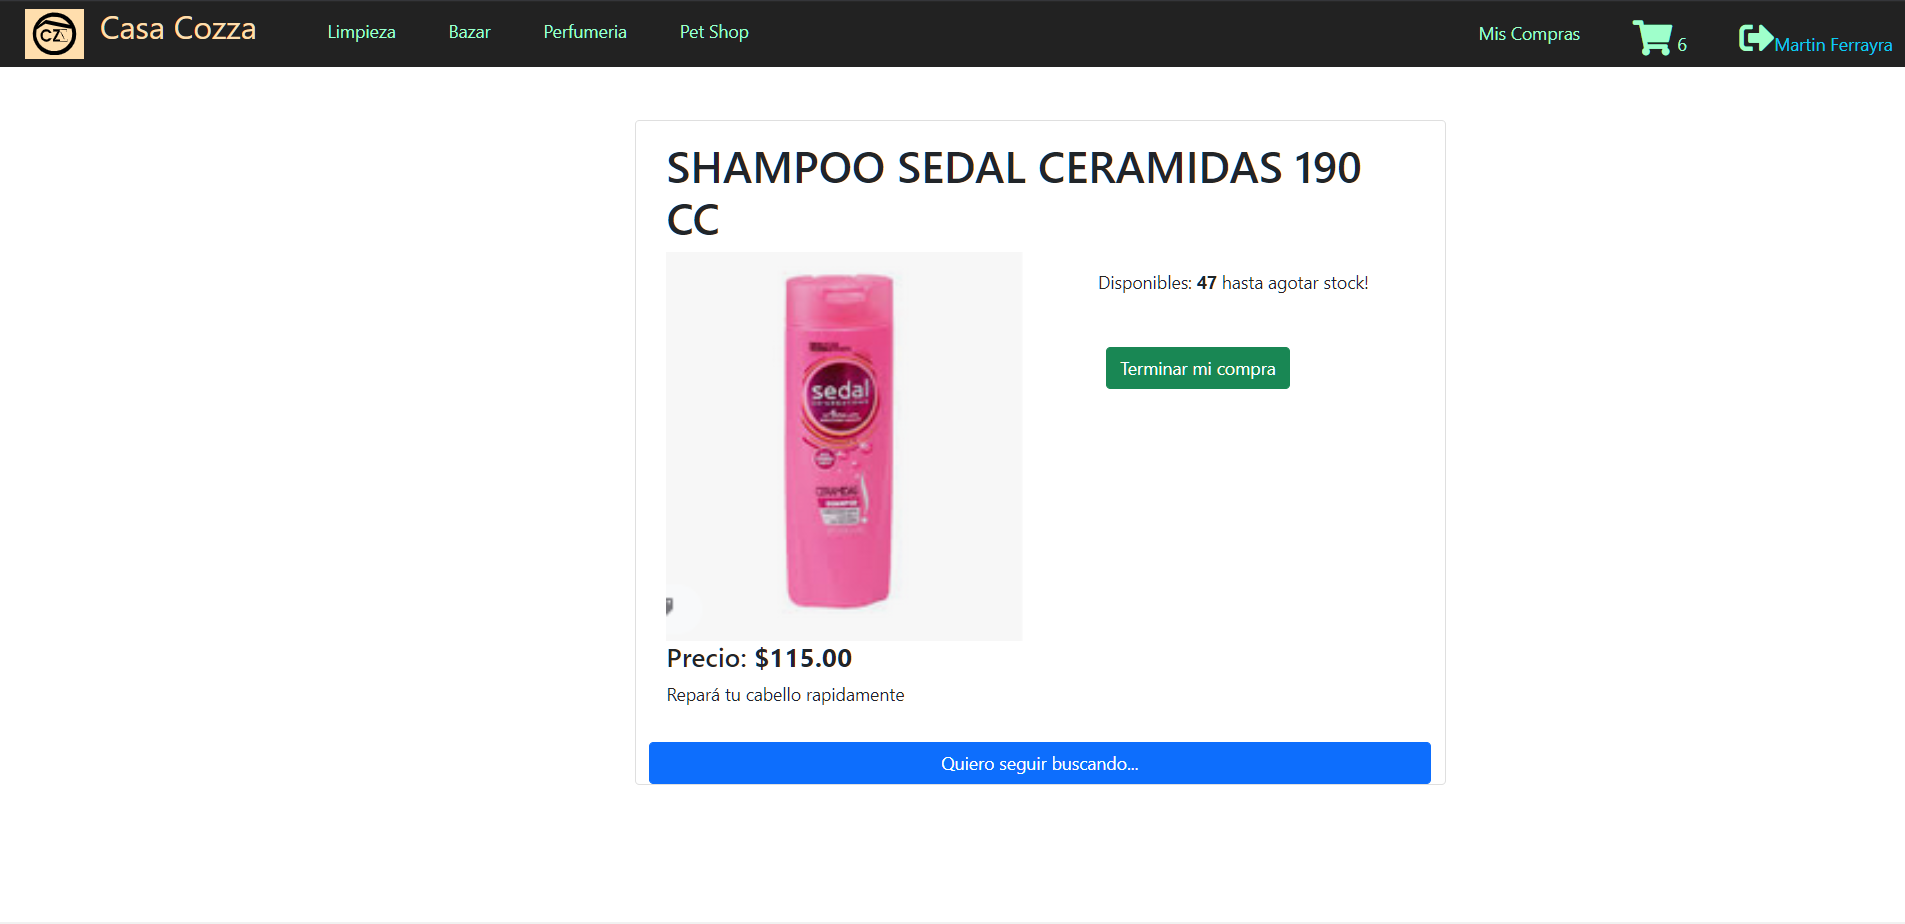 CZ
Casa Cozza
Limpieza
Bazar
Perfumeria
Pet Shop
Mis Compras
6
Martin Ferrayra
SHAMPOO SEDAL CERAMIDAS 190
CC
Disponibles: 47 hasta agotar stock!
Terminar mi compra
sedal
CERAMIDAS
Precio: $115.00
Repará tu cabello rapidamente
Quiero seguir buscando...